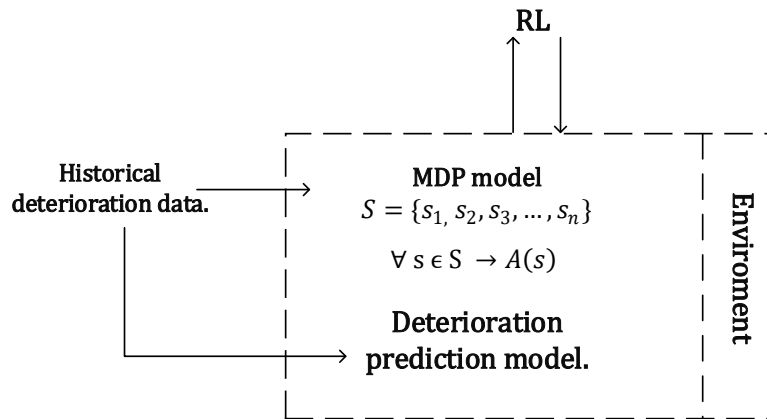 RL
Historical
deterioration data.
MDP model
S = {s₁, s₂, s₃, …, sₙ}
∀ s ϵ S → A(s)
Deterioration
prediction model.
Enviroment